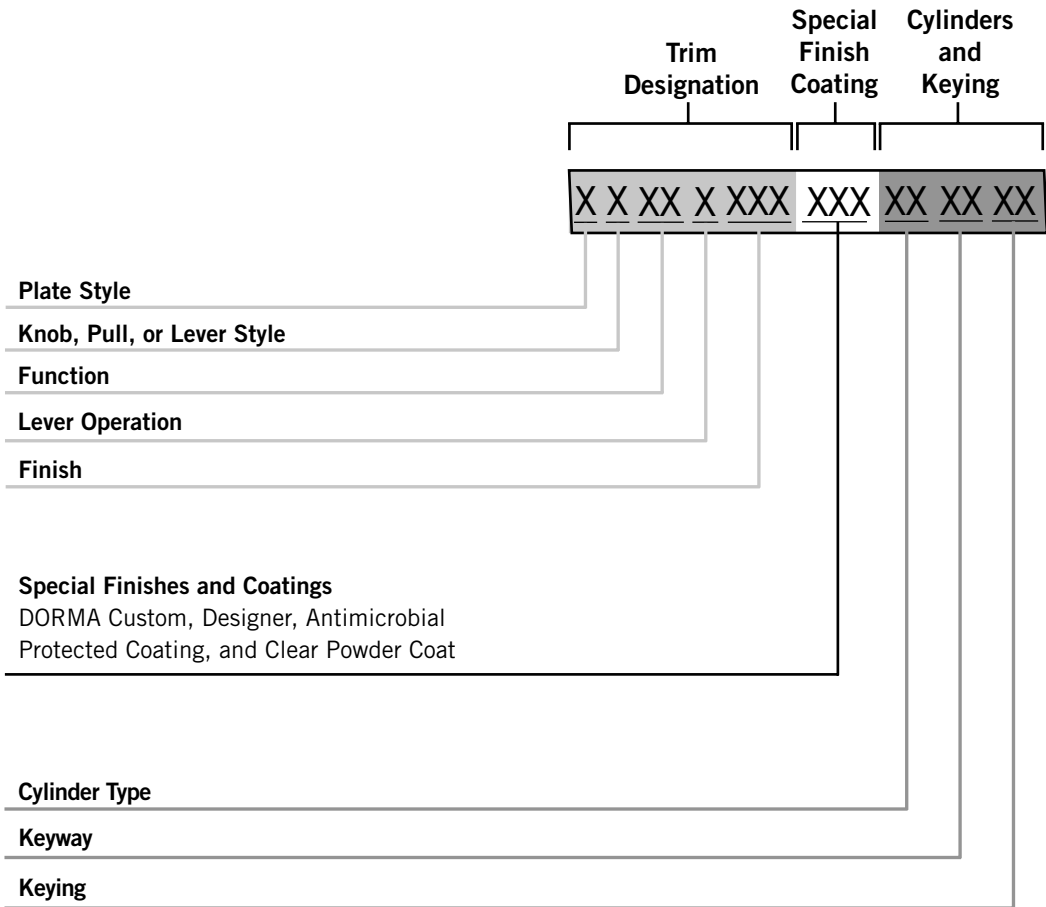 Trim
Designation
Special
Finish
Coating
Cylinders
and
Keying
X X XX X XXX XXX XX XX XX
Plate Style
Knob, Pull, or Lever Style
Function
Lever Operation
Finish
Special Finishes and Coatings
DORMA Custom, Designer, Antimicrobial
Protected Coating, and Clear Powder Coat
Cylinder Type
Keyway
Keying